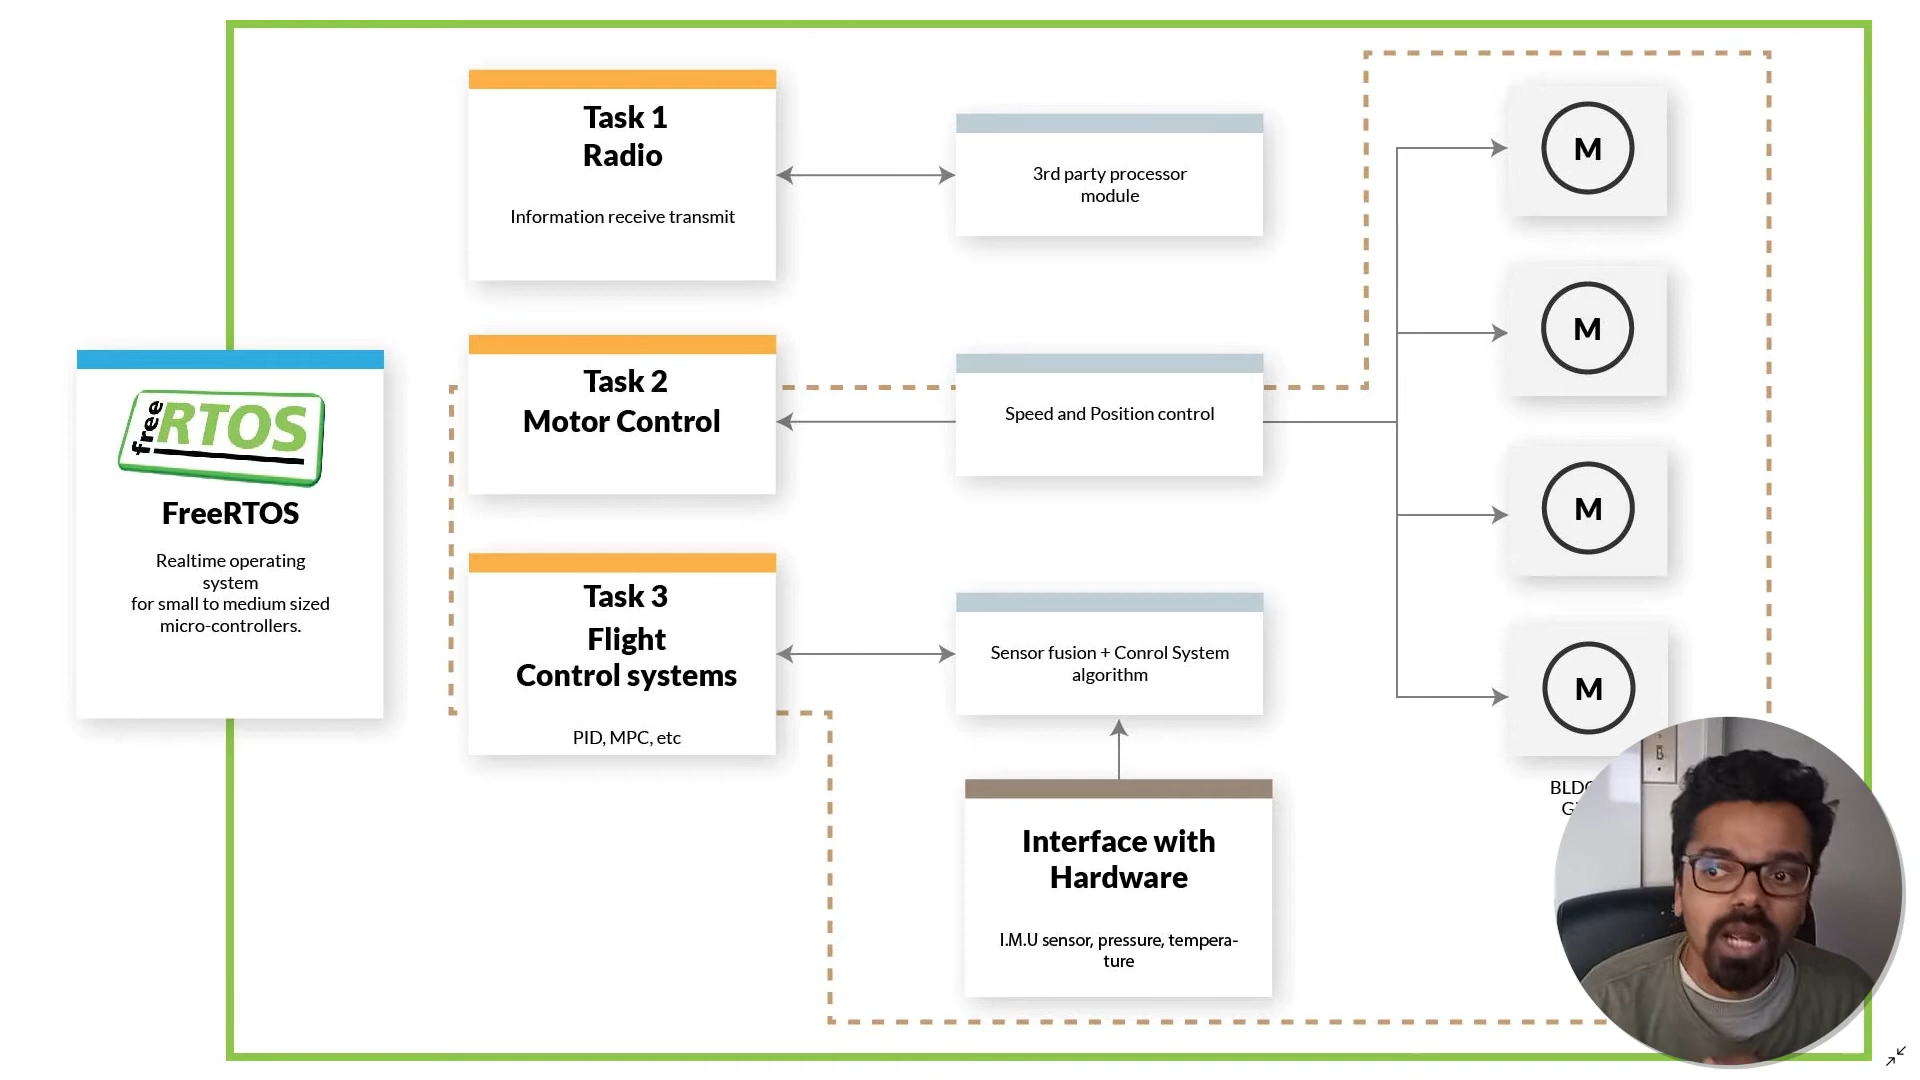 Task 1
Radio
Information receive transmit
3rd party processor
module
M
M
M
M
Task 2
Motor Control
Speed and Position control
free
RTOS
FreeRTOS
Realtime operating
system
for small to medium sized
micro-controllers.
Task 3
Flight
Control systems
PID, MPC, etc
Sensor fusion + Conrol System
algorithm
Interface with
Hardware
I.M.U sensor, pressure, tempera-
ture